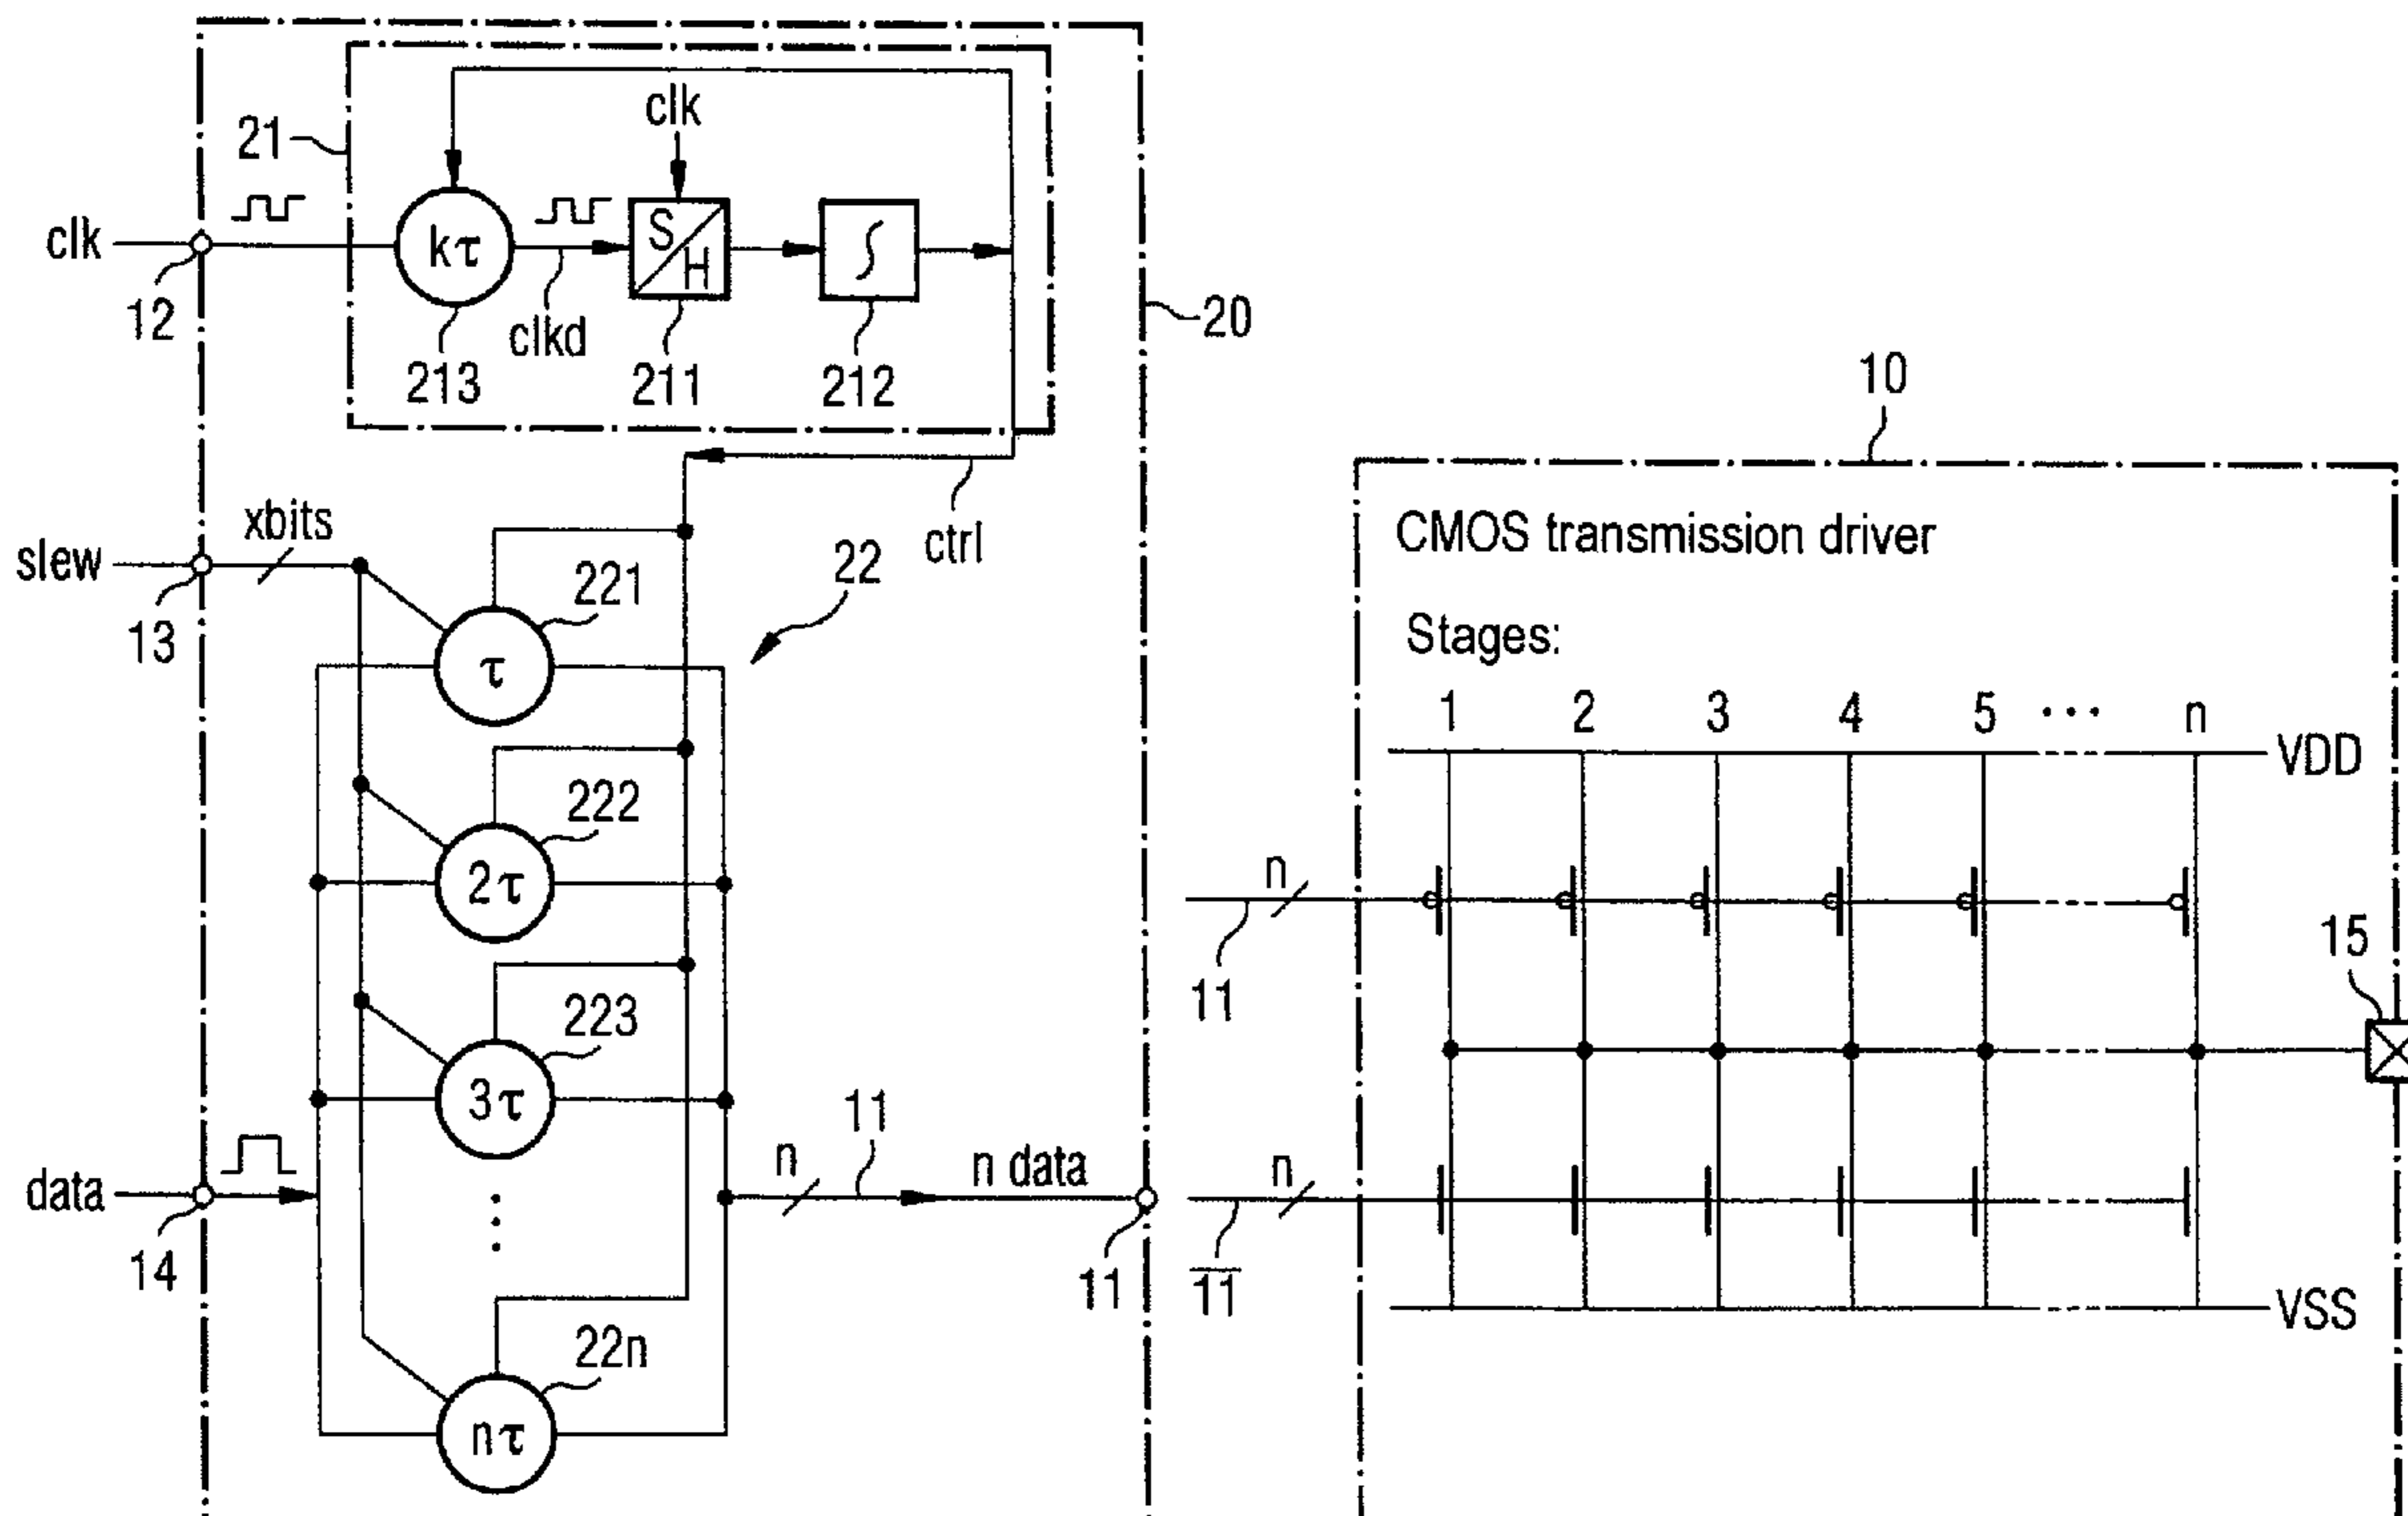 clk
21
clk
kτ
S
H
∫
12
clkd
213
211
212
20
10
slew
xbits
13
ctrl
22
221
τ
222
2τ
223
3τ
22n
nτ
data
14
n
11
n data
11
CMOS transmission driver
Stages:
1 2 3 4 5 ... n
VDD
n
11
15
n
1̅1̅
VSS